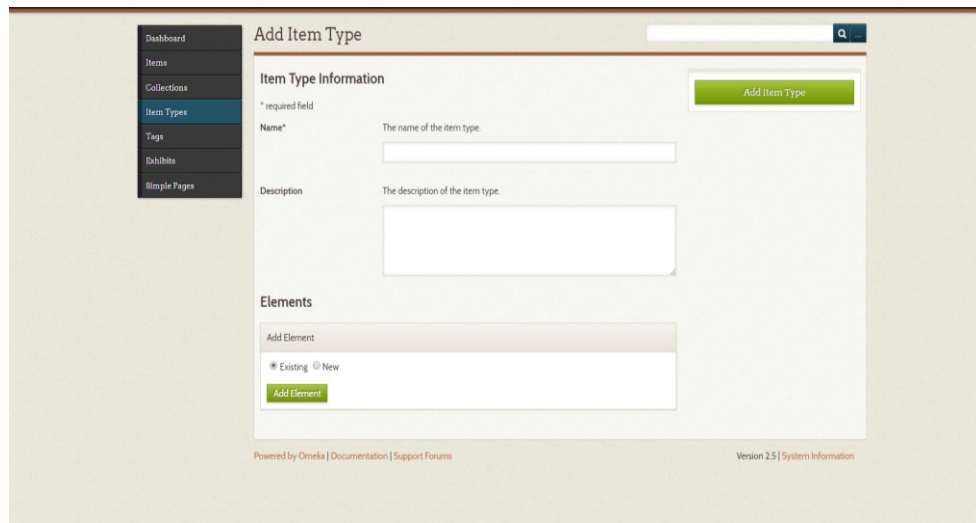 Dashboard
Items
Collections
Item Types
Tags
Exhibits
Simple Pages
Add Item Type
...
Item Type Information
* required field
Name*
The name of the item type.
Description
The description of the item type.
Elements
Add Element
Existing New
Add Element
Add Item Type
Powered by Omeka | Documentation | Support Forums
Version 2.5 | System Information